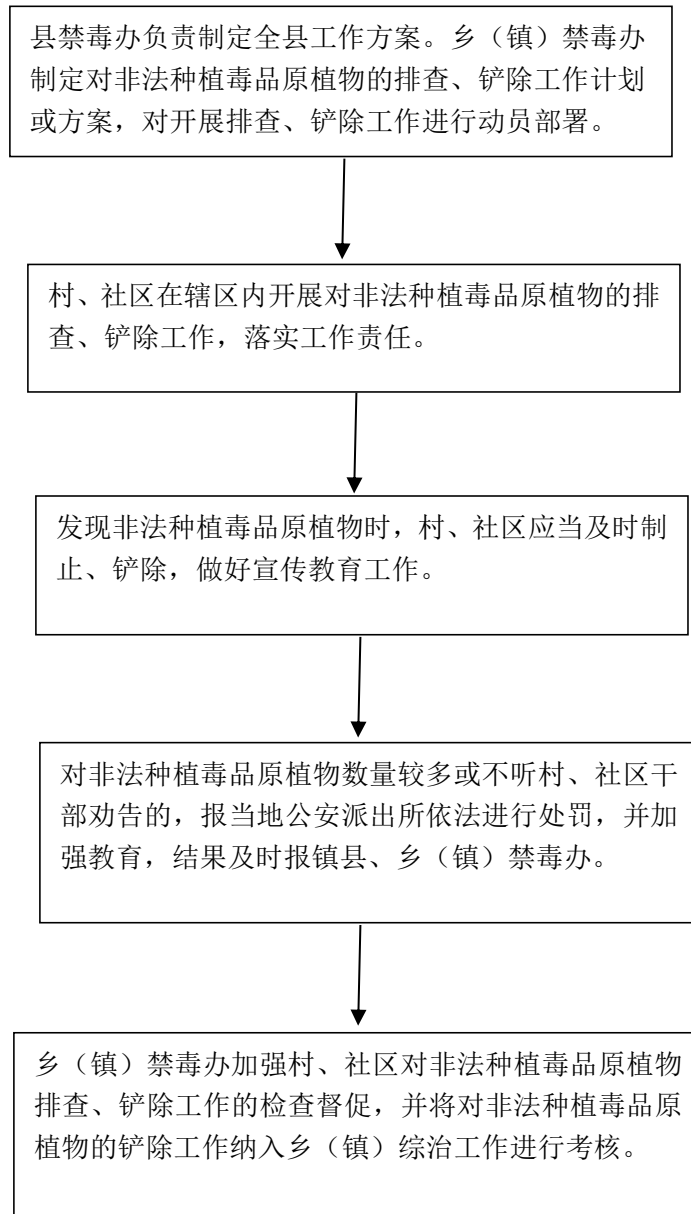 县禁毒办负责制定全县工作方案。乡（镇）禁毒办
制定对非法种植毒品原植物的排查、铲除工作计划
或方案，对开展排查、铲除工作进行动员部署。
村、社区在辖区内开展对非法种植毒品原植物的排
查、铲除工作，落实工作责任。
发现非法种植毒品原植物时，村、社区应当及时制
止、铲除，做好宣传教育工作。
对非法种植毒品原植物数量较多或不听村、社区干
部劝告的，报当地公安派出所依法进行处罚，并加
强教育，结果及时报镇县、乡（镇）禁毒办。
乡（镇）禁毒办加强村、社区对非法种植毒品原植物
排查、铲除工作的检查督促，并将对非法种植毒品原
植物的铲除工作纳入乡（镇）综治工作进行考核。